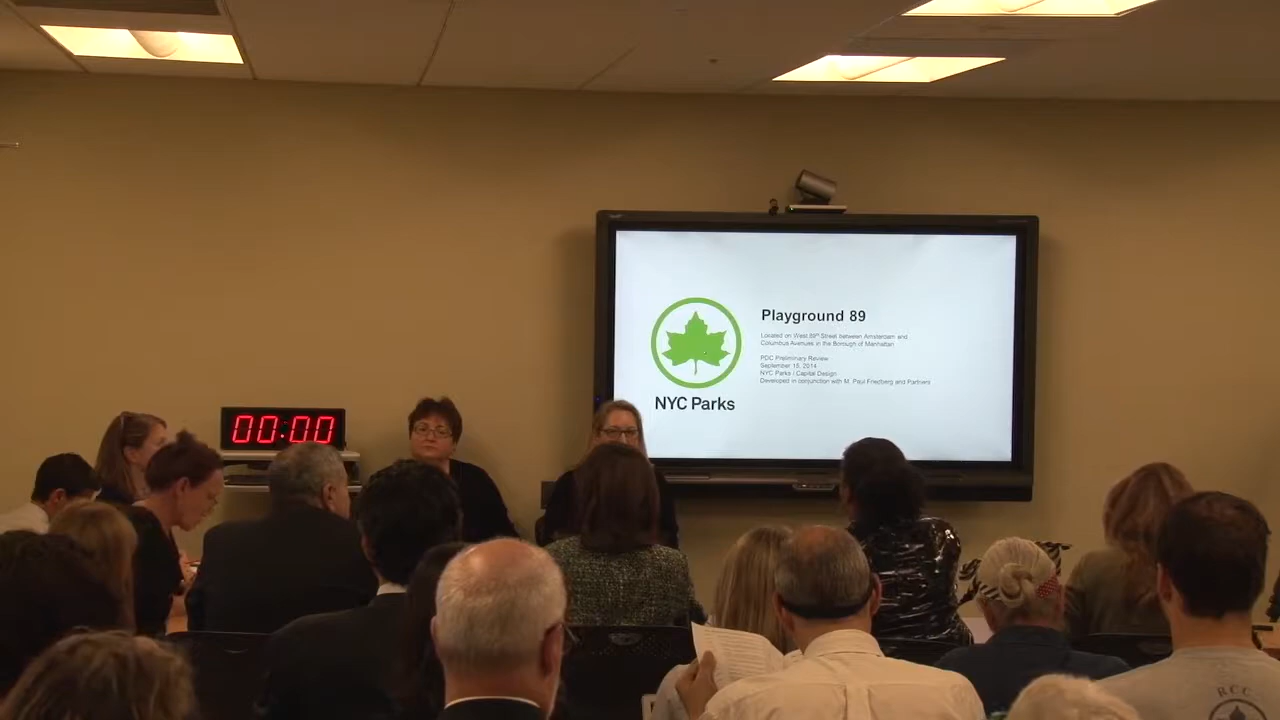 Playground 89
Located on West 89th Street between Amsterdam and
Columbus Avenues in the Borough of Manhattan
PDC Preliminary Review
September 15, 2014
NYC Parks / Capital Design
Developed in conjunction with M. Paul Friedberg and Partners
NYC Parks
00:00
RCC